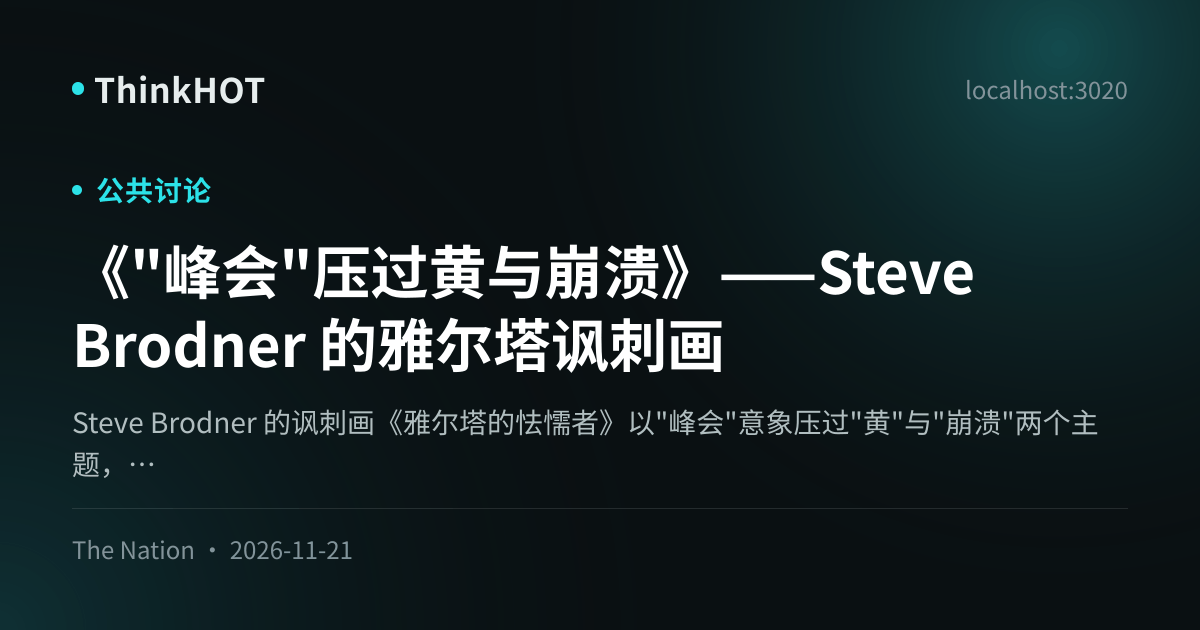 ThinkHOT
localhost:3020
公共讨论
《"峰会"压过黄与崩溃》——Steve
Brodner 的雅尔塔讽刺画
Steve Brodner 的讽刺画《雅尔塔的怯懦者》以"峰会"意象压过"黄"与"崩溃"两个主
题，…
The Nation · 2026-11-21